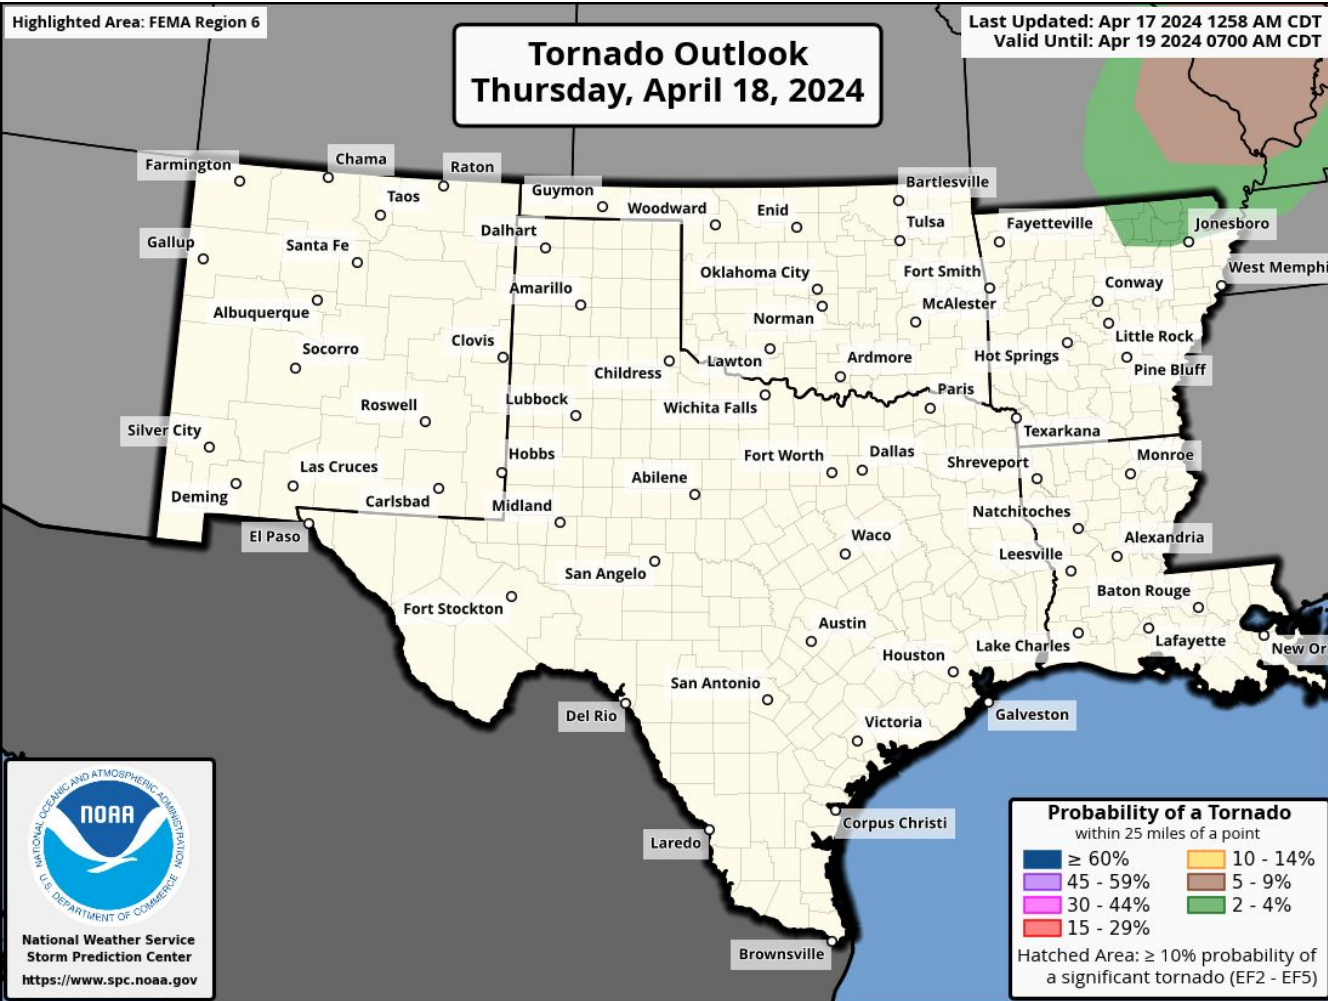 Highlighted Area: FEMA Region 6
Last Updated: Apr 17 2024 1258 AM CDT
Valid Until: Apr 19 2024 0700 AM CDT
Tornado Outlook
Thursday, April 18, 2024
Farmington
Chama
Raton
Taos
Guymon
Woodward
Enid
Bartlesville
Gallup
Santa Fe
Dalhart
Tulsa
Fayetteville
Jonesboro
Oklahoma City
Fort Smith
West Memphi
Amarillo
Conway
Albuquerque
McAlester
Norman
Socorro
Clovis
Little Rock
Childress
Lawton
Ardmore
Hot Springs
Pine Bluff
Roswell
Lubbock
Wichita Falls
Paris
Silver City
Texarkana
Las Cruces
Hobbs
Fort Worth
Dallas
Shreveport
Monroe
Abilene
Deming
Carlsbad
Midland
Natchitoches
El Paso
Waco
Alexandria
Leesville
San Angelo
Baton Rouge
Fort Stockton
Austin
Lake Charles
Lafayette
New Or
Houston
San Antonio
Del Rio
Victoria
Galveston
Corpus Christi
Laredo
Brownsville
NATIONAL OCEANIC AND ATMOSPHERIC ADMINISTRATION
NOAA
U.S. DEPARTMENT OF COMMERCE
National Weather Service
Storm Prediction Center
https://www.spc.noaa.gov
Probability of a Tornado
within 25 miles of a point
≥ 60%
10 - 14%
45 - 59%
5 - 9%
30 - 44%
2 - 4%
15 - 29%
Hatched Area: ≥ 10% probability of
a significant tornado (EF2 - EF5)